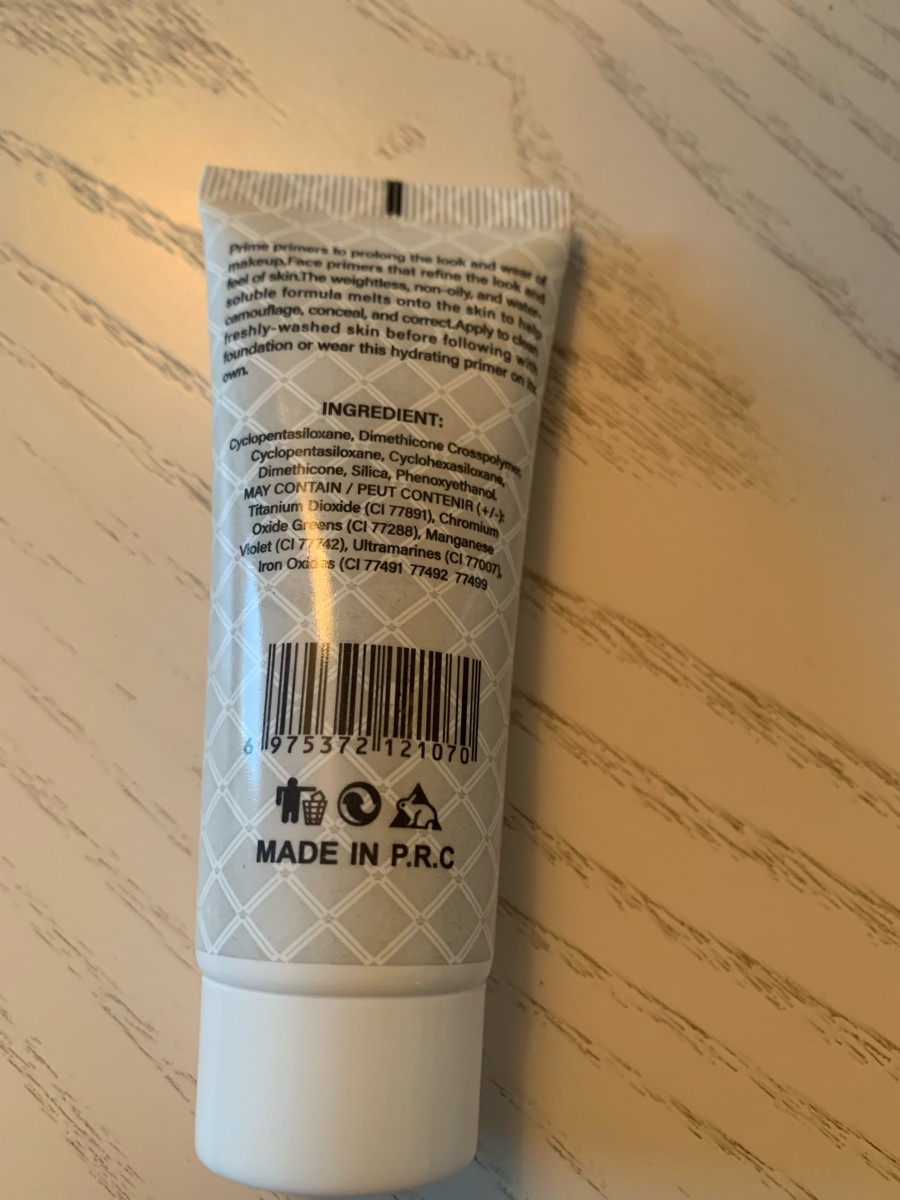 Prime primers to prolong the look and wear of
makeup.Face primers that refine the look and
feel of skin.The weightless, non-oily, and water-
soluble formula melts onto the skin to help
camouflage, conceal, and correct.Apply to clean
freshly-washed skin before following with
foundation or wear this hydrating primer on its
own.
INGREDIENT:
Cyclopentasiloxane, Dimethicone Crosspolymer,
Cyclopentasiloxane, Cyclohexasiloxane,
Dimethicone, Silica, Phenoxyethanol.
MAY CONTAIN / PEUT CONTENIR (+/-):
Titanium Dioxide (CI 77891), Chromium
Oxide Greens (CI 77288), Manganese
Violet (CI 77742), Ultramarines (CI 77007),
Iron Oxides (CI 77491 77492 77499
6 975372 121070
MADE IN P.R.C